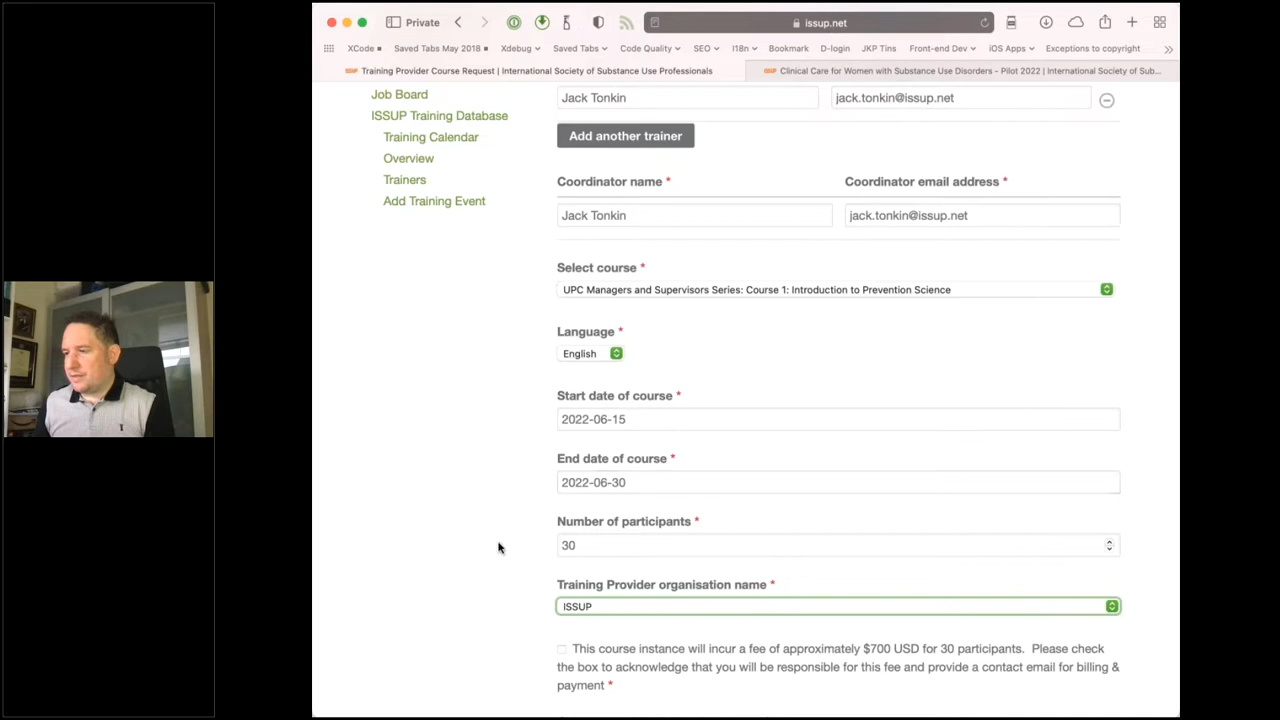 Private
issup.net
XCode
Saved Tabs May 2018
Xdebug
Saved Tabs
Code Quality
SEO
I18n
Bookmark
D-login
JKP Tins
Front-end Dev
iOS Apps
Exceptions to copyright
Training Provider Course Request | International Society of Substance Use Professionals
Clinical Care for Women with Substance Use Disorders - Pilot 2022 | International Society of Sub...
Job Board
ISSUP Training Database
Training Calendar
Overview
Trainers
Add Training Event
Jack Tonkin
jack.tonkin@issup.net
Add another trainer
Coordinator name *
Coordinator email address *
Jack Tonkin
jack.tonkin@issup.net
Select course *
UPC Managers and Supervisors Series: Course 1: Introduction to Prevention Science
Language *
English
Start date of course *
2022-06-15
End date of course *
2022-06-30
Number of participants *
30
Training Provider organisation name *
ISSUP
This course instance will incur a fee of approximately $700 USD for 30 participants. Please check
the box to acknowledge that you will be responsible for this fee and provide a contact email for billing &
payment *